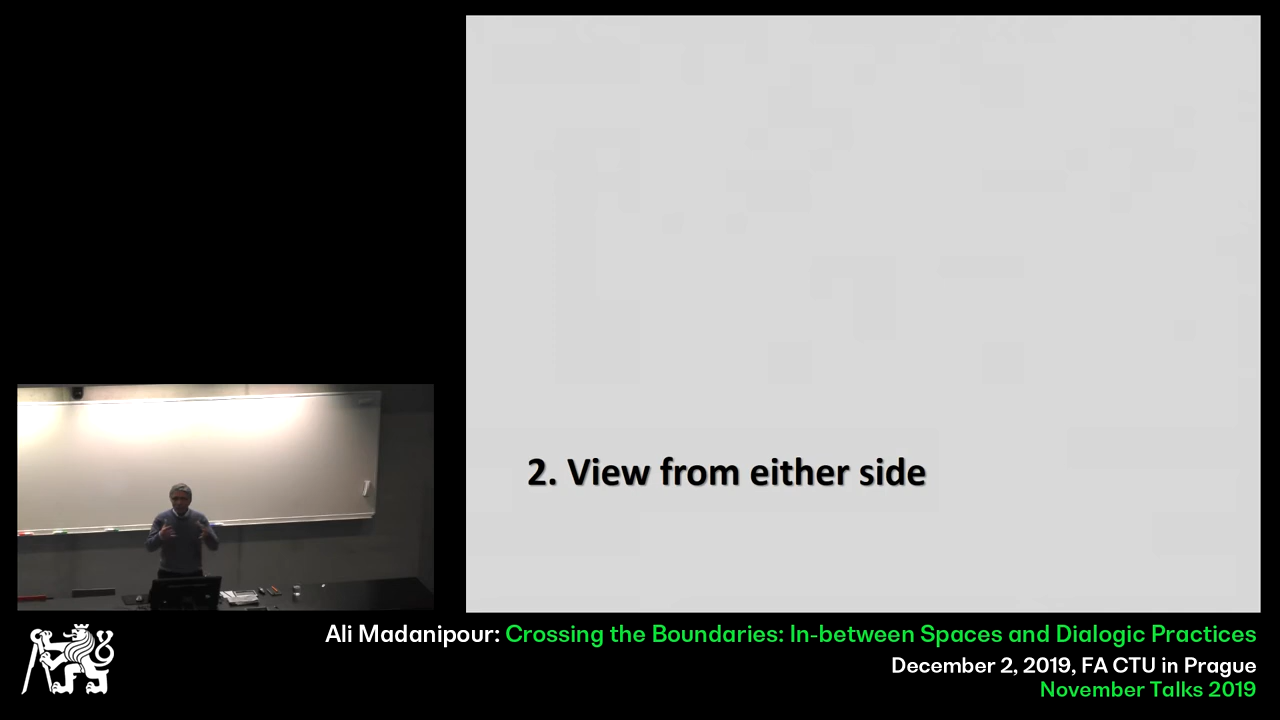 2. View from either side
Ali Madanipour: Crossing the Boundaries: In-between Spaces and Dialogic Practices
December 2, 2019, FA CTU in Prague
November Talks 2019